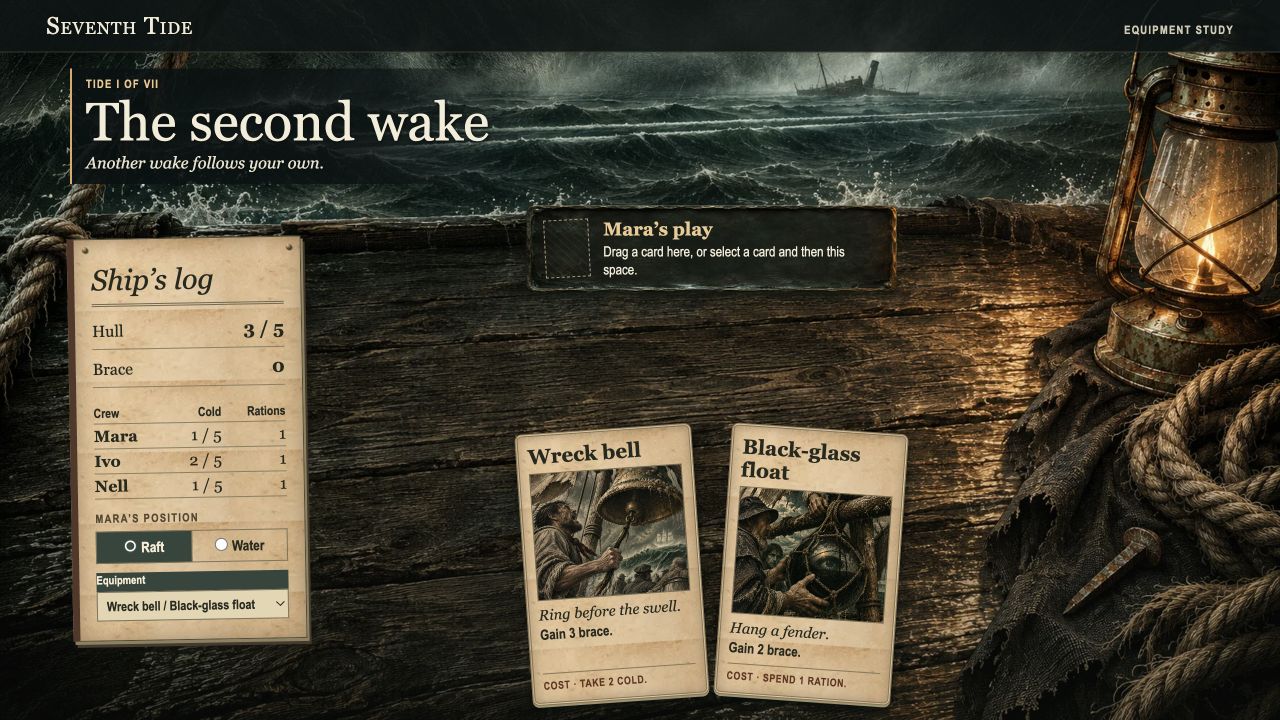 Seventh Tide
EQUIPMENT STUDY
TIDE I OF VII
The second wake
Another wake follows your own.
Mara's play
Drag a card here, or select a card and then this
space.
Ship's log
Hull 3 / 5
Brace 0
Crew Cold Rations
Mara 1 / 5 1
Ivo 2 / 5 1
Nell 1 / 5 1
MARA'S POSITION
Raft Water
Equipment
Wreck bell / Black-glass float
Wreck bell
Ring before the swell.
Gain 3 brace.
COST · TAKE 2 COLD.
Black-glass
float
Hang a fender.
Gain 2 brace.
COST · SPEND 1 RATION.